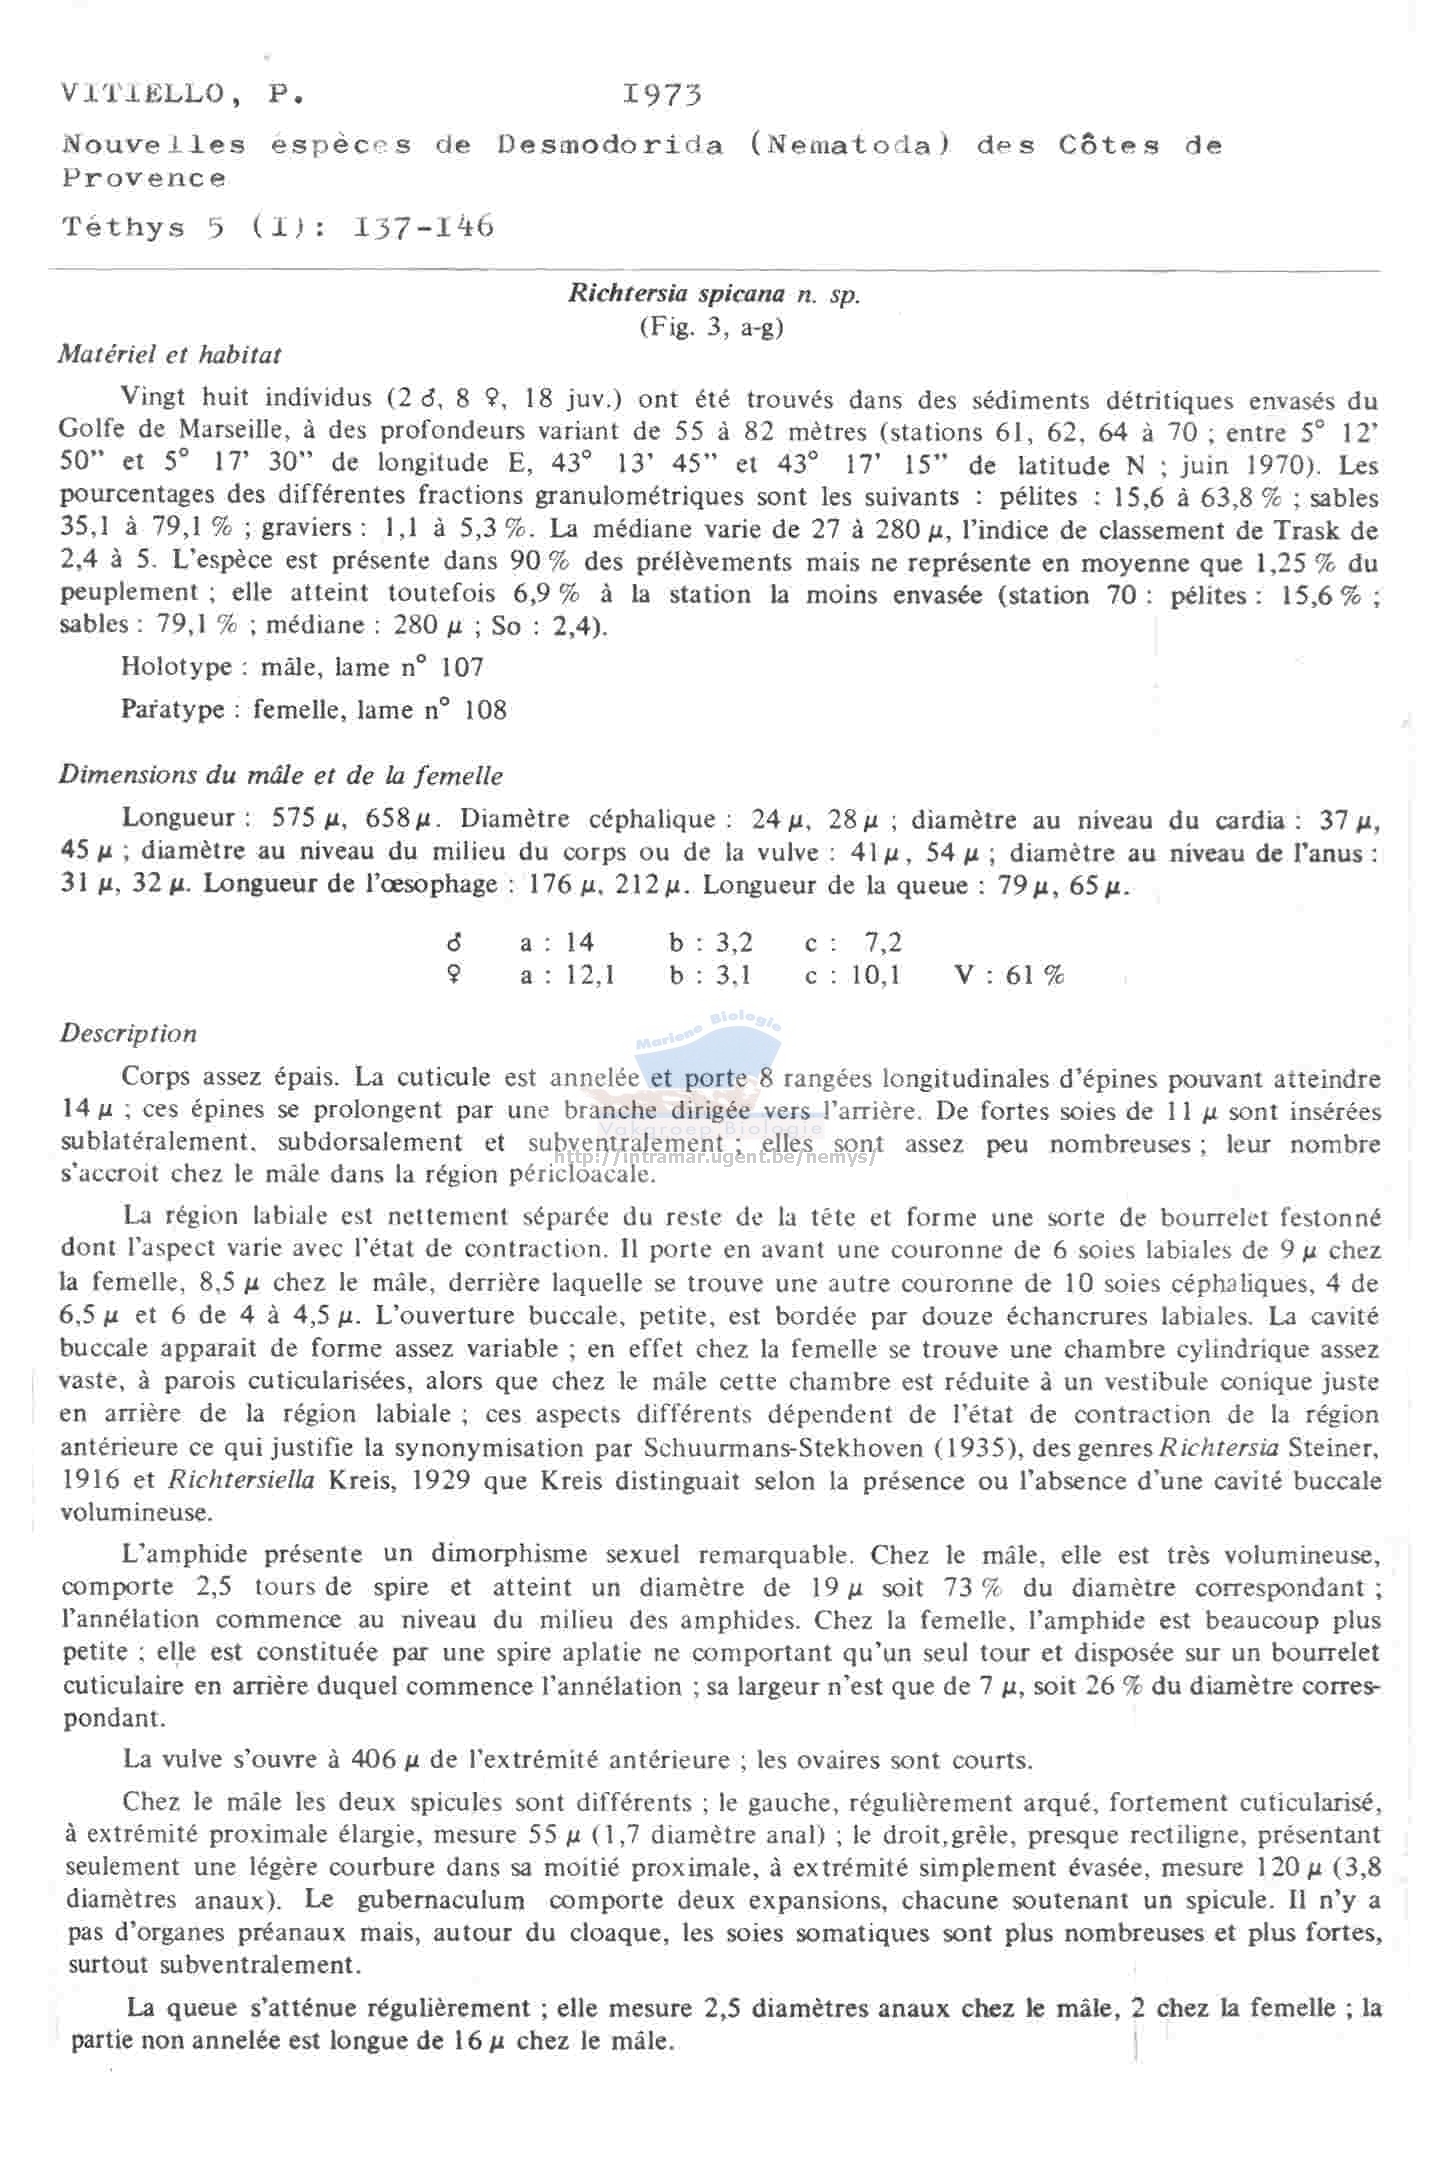 VITIELLO, P. 1973
Nouvelles éspèces de Desmodorida (Nematoda) des Côtes de
Provence
Téthys 5 (I): I37-I46
Richtersia spicana n. sp.
(Fig. 3, a-g)
Matériel et habitat
Vingt huit individus (2 ♂, 8 ♀, 18 juv.) ont été trouvés dans des sédiments détritiques envasés du
Golfe de Marseille, à des profondeurs variant de 55 à 82 mètres (stations 61, 62, 64 à 70 ; entre 5° 12’
50” et 5° 17’ 30” de longitude E, 43° 13’ 45” et 43° 17’ 15” de latitude N ; juin 1970). Les
pourcentages des différentes fractions granulométriques sont les suivants : pélites : 15,6 à 63,8 % ; sables
35,1 à 79,1 % ; graviers : 1,1 à 5,3 %. La médiane varie de 27 à 280 μ, l’indice de classement de Trask de
2,4 à 5. L’espèce est présente dans 90 % des prélèvements mais ne représente en moyenne que 1,25 % du
peuplement ; elle atteint toutefois 6,9 % à la station la moins envasée (station 70 : pélites : 15,6 % ;
sables : 79,1 % ; médiane : 280 μ ; So : 2,4).
Holotype : mâle, lame n° 107
Paratype : femelle, lame n° 108
Dimensions du mâle et de la femelle
Longueur : 575 μ, 658 μ. Diamètre céphalique : 24 μ, 28 μ ; diamètre au niveau du cardia : 37 μ,
45 μ ; diamètre au niveau du milieu du corps ou de la vulve : 41 μ, 54 μ ; diamètre au niveau de l’anus :
31 μ, 32 μ. Longueur de l’œsophage : 176 μ, 212 μ. Longueur de la queue : 79 μ, 65 μ.
♂ a : 14 b : 3,2 c : 7,2
♀ a : 12,1 b : 3,1 c : 10,1 V : 61 %
Description
Mariene Biologie
Corps assez épais. La cuticule est annelée et porte 8 rangées longitudinales d’épines pouvant atteindre
14 μ ; ces épines se prolongent par une branche dirigée vers l’arrière. De fortes soies de 11 μ sont insérées
Vakgroep Biologie
sublatéralement, subdorsalement et subventralement ; elles sont assez peu nombreuses ; leur nombre
http://intramar.ugent.be/nemys/
s’accroit chez le mâle dans la région péricloacale.
La région labiale est nettement séparée du reste de la tête et forme une sorte de bourrelet festonné
dont l’aspect varie avec l’état de contraction. Il porte en avant une couronne de 6 soies labiales de 9 μ chez
la femelle, 8,5 μ chez le mâle, derrière laquelle se trouve une autre couronne de 10 soies céphaliques, 4 de
6,5 μ et 6 de 4 à 4,5 μ. L’ouverture buccale, petite, est bordée par douze échancrures labiales. La cavité
buccale apparait de forme assez variable ; en effet chez la femelle se trouve une chambre cylindrique assez
vaste, à parois cuticularisées, alors que chez le mâle cette chambre est réduite à un vestibule conique juste
en arrière de la région labiale ; ces aspects différents dépendent de l’état de contraction de la région
antérieure ce qui justifie la synonymisation par Schuurmans-Stekhoven (1935), des genres Richtersia Steiner,
1916 et Richtersiella Kreis, 1929 que Kreis distinguait selon la présence ou l’absence d’une cavité buccale
volumineuse.
L’amphide présente un dimorphisme sexuel remarquable. Chez le mâle, elle est très volumineuse,
comporte 2,5 tours de spire et atteint un diamètre de 19 μ soit 73 % du diamètre correspondant ;
l’annélation commence au niveau du milieu des amphides. Chez la femelle, l’amphide est beaucoup plus
petite ; elle est constituée par une spire aplatie ne comportant qu’un seul tour et disposée sur un bourrelet
cuticulaire en arrière duquel commence l’annélation ; sa largeur n’est que de 7 μ, soit 26 % du diamètre corres-
pondant.
La vulve s’ouvre à 406 μ de l’extrémité antérieure ; les ovaires sont courts.
Chez le mâle les deux spicules sont différents ; le gauche, régulièrement arqué, fortement cuticularisé,
à extrémité proximale élargie, mesure 55 μ (1,7 diamètre anal) ; le droit, grêle, presque rectiligne, présentant
seulement une légère courbure dans sa moitié proximale, à extrémité simplement évasée, mesure 120 μ (3,8
diamètres anaux). Le gubernaculum comporte deux expansions, chacune soutenant un spicule. Il n’y a
pas d’organes préanaux mais, autour du cloaque, les soies somatiques sont plus nombreuses et plus fortes,
surtout subventralement.
La queue s’atténue régulièrement ; elle mesure 2,5 diamètres anaux chez le mâle, 2 chez la femelle ; la
partie non annelée est longue de 16 μ chez le mâle.